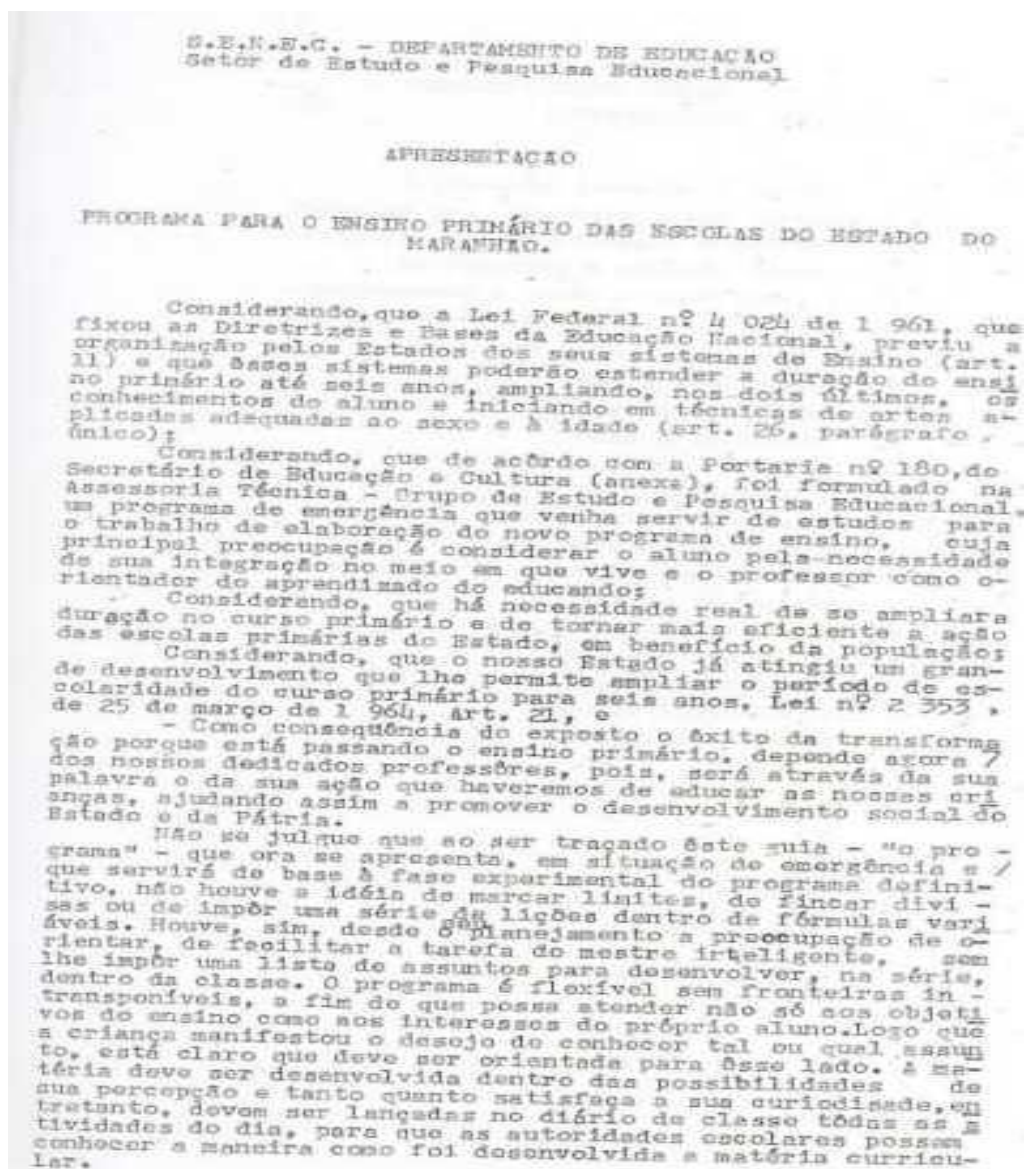 S.E.N.E.C. - DEPARTAMENTO DE EDUCAÇÃO
Setor de Estudo e Pesquisa Educacional
APRESENTAÇÃO
PROGRAMA PARA O ENSINO PRIMÁRIO DAS ESCOLAS DO ESTADO DO
MARANHÃO.
Considerando,que a Lei Federal nº 4 024 de 1 961, que
fixou as Diretrizes e Bases da Educação Nacional, previu a
organização pelos Estados dos seus sistemas de Ensino (art.
11) e que êsses sistemas poderão estender a duração do ensi
no primário até seis anos, ampliando, nos dois últimos, os
conhecimentos do aluno e iniciando em técnicas de artes a-
plicadas adequadas ao sexo e à idade (art. 26, parágrafo .
único);
Considerando, que de acôrdo com a Portaria nº 180,do
Secretário de Educação e Cultura (anexa), foi formulado na
Assessoria Técnica - Grupo de Estudo e Pesquisa Educacional,
um programa de emergência que venha servir de estudos para
o trabalho de elaboração do novo programa de ensino, cuja
principal preocupação é considerar o aluno pela necessidade
de sua integração no meio em que vive e o professor como o-
rientador do aprendizado do educando;
Considerando, que há necessidade real de se ampliara
duração no curso primário e de tornar mais eficiente a ação
das escolas primárias do Estado, em benefício da população;
Considerando, que o nosso Estado já atingiu um gran-
de desenvolvimento que lhe permite ampliar o período de es-
colaridade do curso primário para seis anos, Lei nº 2 353 .
de 25 de março de 1 964, Art. 21, e
- Como conseqüência do exposto o êxito da transforma
ção porque está passando o ensino primário, depende agora /
dos nossos dedicados professôres, pois, será através da sua
palavra e da sua ação que haveremos de educar as nossas cri
anças, ajudando assim a promover o desenvolvimento social do
Estado e da Pátria.
Não se julgue que ao ser traçado êste guia - "o pro -
grama" - que ora se apresenta, em situação de emergência e /
que servirá de base à fase experimental do programa defini-
tivo, não houve a idéia de marcar limites, de fincar divi -
sas ou de impôr uma série de lições dentro de fórmulas vari
áveis. Houve, sim, desde o seu planejamento a preocupação de o-
rientar, de facilitar a tarefa do mestre inteligente, sem
lhe impôr uma lista de assuntos para desenvolver, na série,
dentro da classe. O programa é flexível sem fronteiras in -
transponíveis, a fim de que possa atender não só aos objeti
vos do ensino como aos interesses do próprio aluno.Logo que
a criança manifestou o desejo de conhecer tal ou qual assun
to, está claro que deve ser orientada para êsse lado. A ma-
téria deve ser desenvolvida dentro das possibilidades de
sua percepção e tanto quanto satisfaça a sua curiodisade,en
tretanto, devem ser lançadas no diário de classe tôdas as a
tividades do dia, para que as autoridades escolares possam
conhecer a maneira como foi desenvolvida a matéria curricu-
lar.